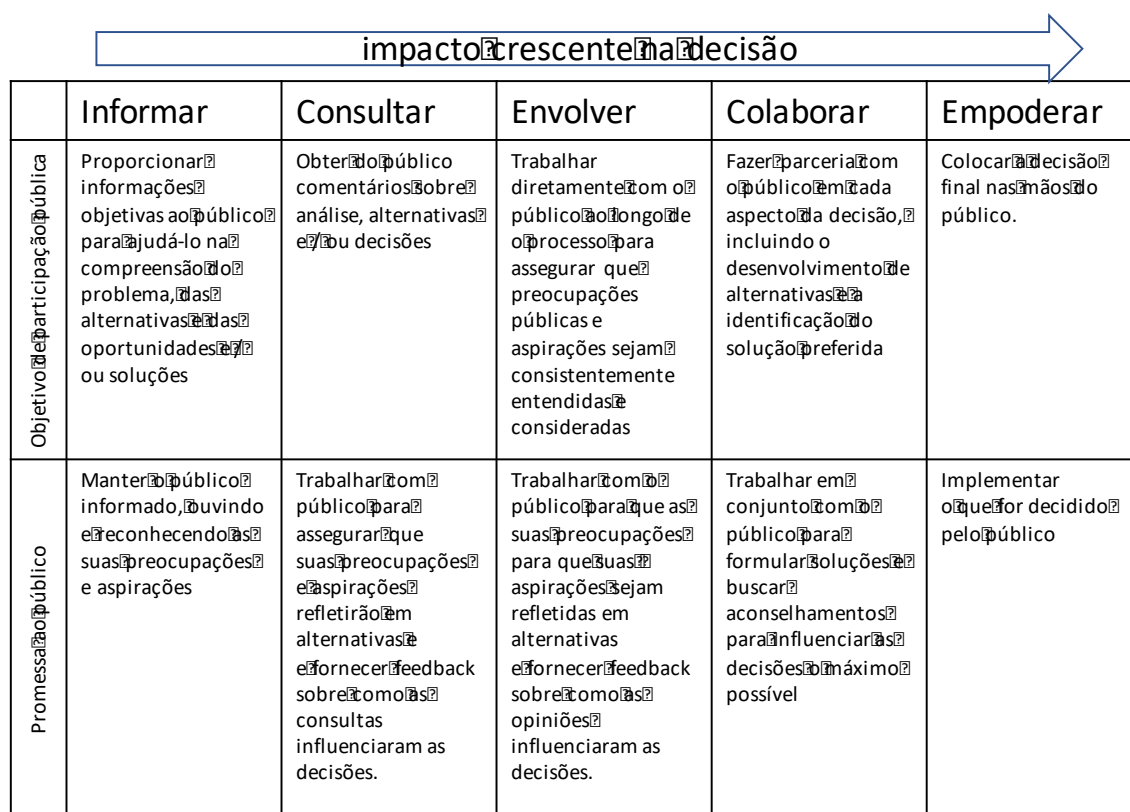 impacto crescente na decisão
Informar
Consultar
Envolver
Colaborar
Empoderar
Objetivo de participação pública
Proporcionar
informações
objetivas ao público
para ajudá-lo na
compreensão do
problema, das
alternativas e das
oportunidades e /
ou soluções
Obter do público
comentários sobre
análise, alternativas
e / ou decisões
Trabalhar
diretamente com o
público ao longo de
o processo para
assegurar que
preocupações
públicas e
aspirações sejam
consistentemente
entendidas e
consideradas
Fazer parceria com
o público em cada
aspecto da decisão,
incluindo o
desenvolvimento de
alternativas e a
identificação do
solução preferida
Colocar a decisão
final nas mãos do
público.
Promessa ao público
Manter o público
informado, ouvindo
e reconhecendo as
suas preocupações
e aspirações
Trabalhar com
público para
assegurar que
suas preocupações
e aspirações
refletirão em
alternativas e
e fornecer feedback
sobre como as
consultas
influenciaram as
decisões.
Trabalhar com o
público para que as
suas preocupações
para que suas
aspirações sejam
refletidas em
alternativas
e fornecer feedback
sobre como as
opiniões
influenciaram as
decisões.
Trabalhar em
conjunto com o
público para
formular soluções e
buscar
aconselhamentos
para influenciar as
decisões o máximo
possível
Implementar
o que for decidido
pelo público